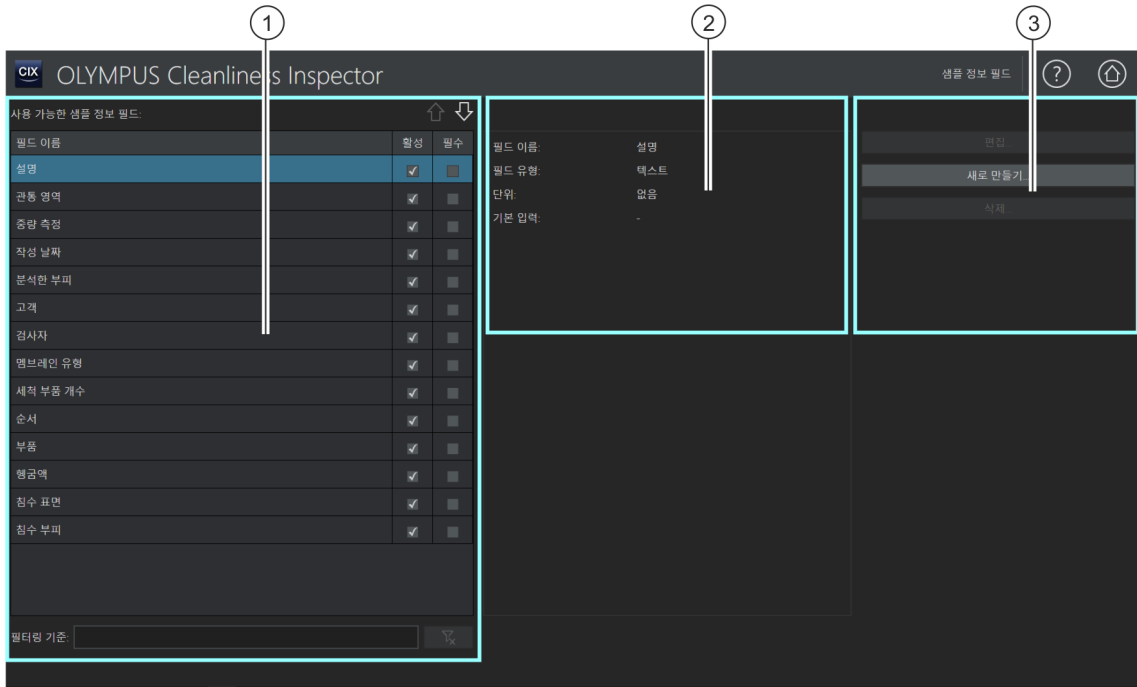 1
2
3
CIX OLYMPUS Cleanliness Inspector
샘플 정보 필드
?
사용 가능한 샘플 정보 필드:
필드 이름 활성 필수
설명
관통 영역
중량 측정
작성 날짜
분석한 부피
고객
검사자
멤브레인 유형
세척 부품 개수
순서
부품
헹굼액
침수 표면
침수 부피
필터링 기준:
필드 이름: 설명
필드 유형: 텍스트
단위: 없음
기본 입력: -
편집...
새로 만들기...
삭제...